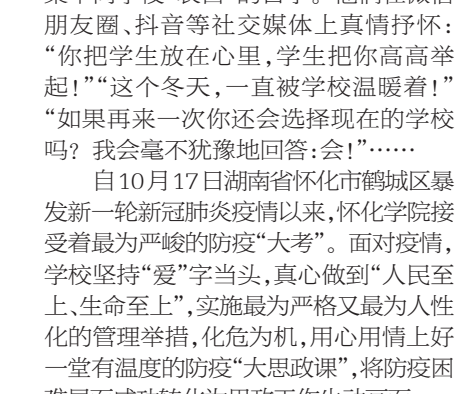 朋友圈、抖音等社交媒体上真情抒怀：
“你把学生放在心里，学生把你高高举
起！”“这个冬天，一直被学校温暖着！”
“如果再来一次你还会选择现在的学校
吗？我会毫不犹豫地回答：会！”……
自10月17日湖南省怀化市鹤城区暴
发新一轮新冠肺炎疫情以来，怀化学院接
受着最为严峻的防疫“大考”。面对疫情，
学校坚持“爱”字当头，真心做到“人民至
上、生命至上”，实施最为严格又最为人性
化的管理举措，化危为机，用心用情上好
一堂有温度的防疫“大思政课”，将防疫困